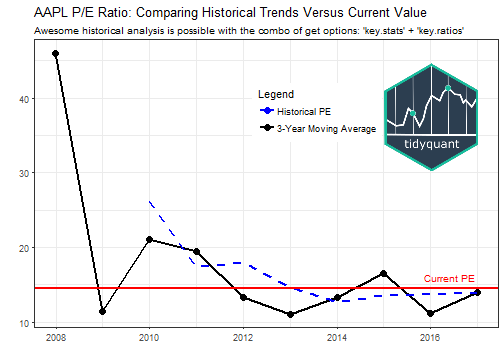 AAPL P/E Ratio: Comparing Historical Trends Versus Current Value
Awesome historical analysis is possible with the combo of get options: 'key.stats' + 'key.ratios'
Legend
Historical PE
3-Year Moving Average
tidyquant
Current PE
40
30
20
10
2008
2010
2012
2014
2016